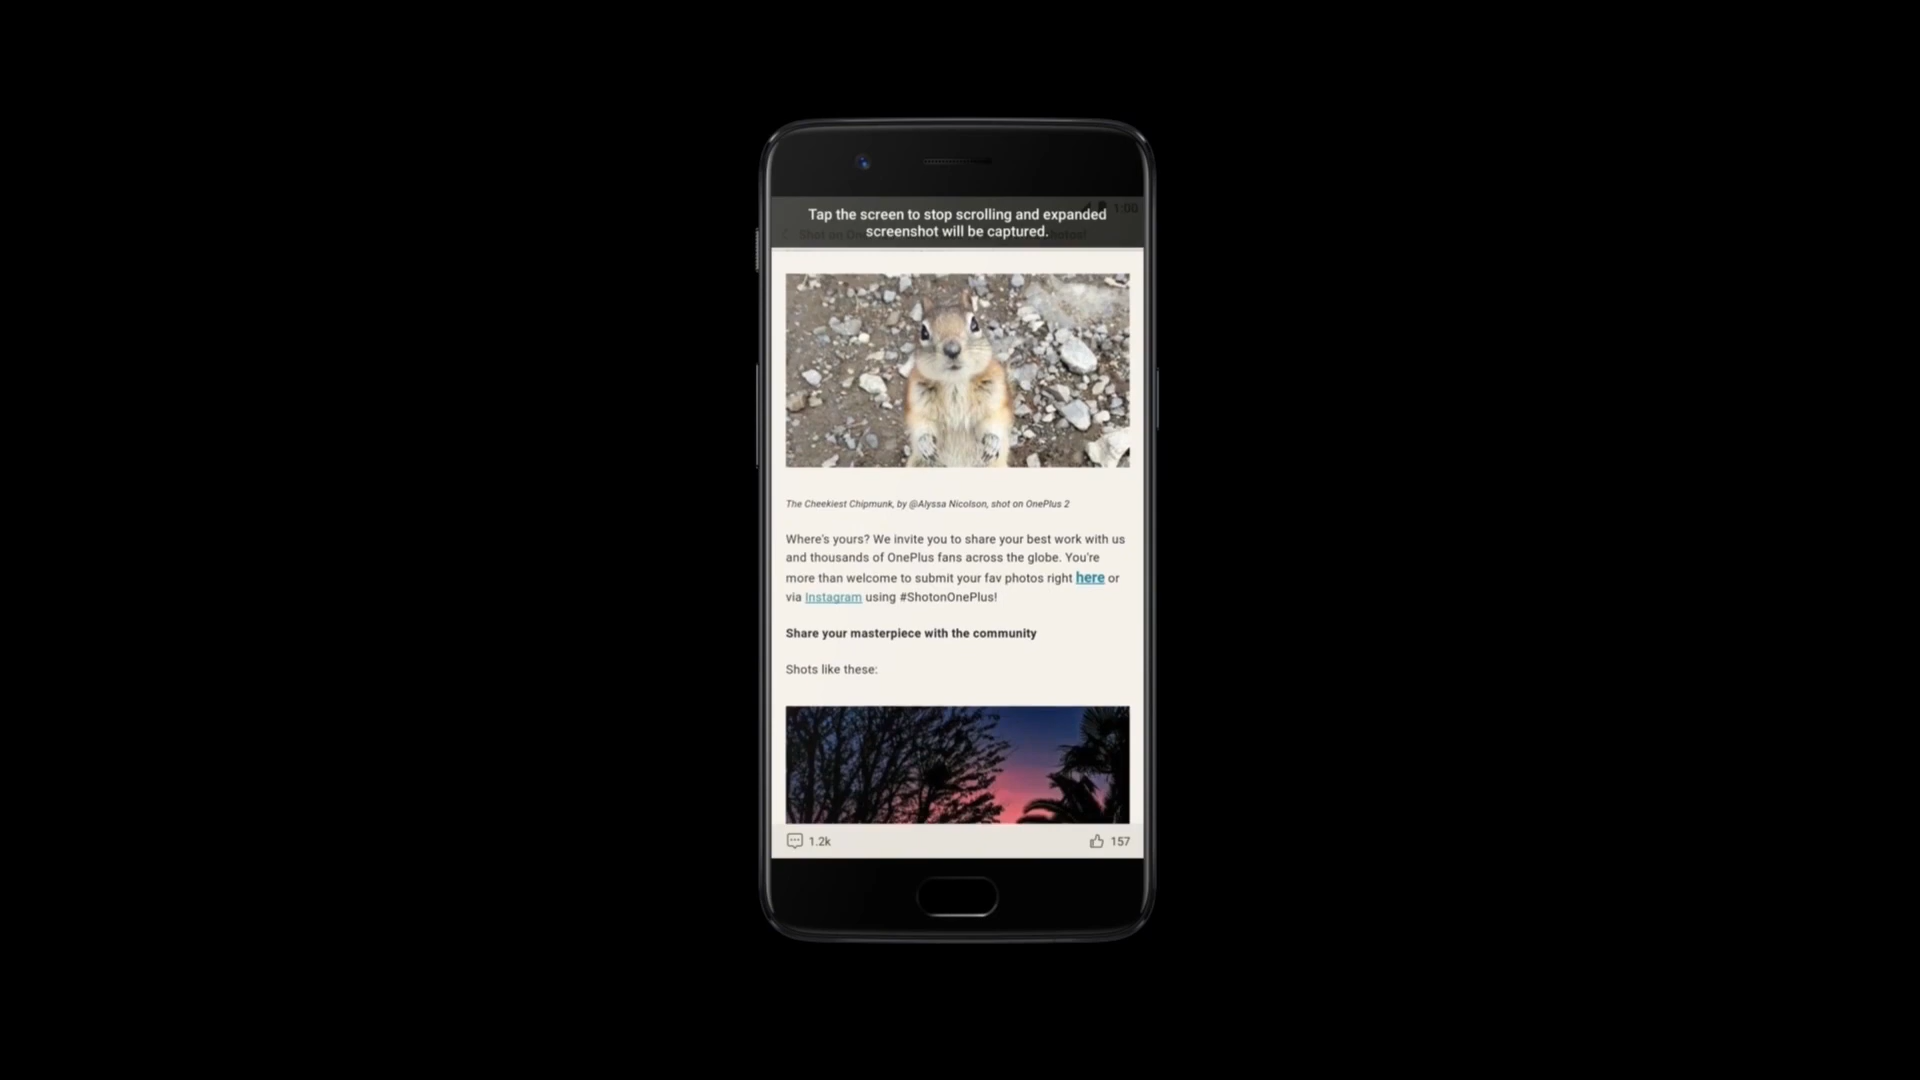 1:00
Tap the screen to stop scrolling and expanded
screenshot will be captured.
The Cheekiest Chipmunk, by @Alyssa Nicolson, shot on OnePlus 2
Where's yours? We invite you to share your best work with us
and thousands of OnePlus fans across the globe. You're
more than welcome to submit your fav photos right here or
via Instagram using #ShotonOnePlus!
Share your masterpiece with the community
Shots like these:
1.2k
157